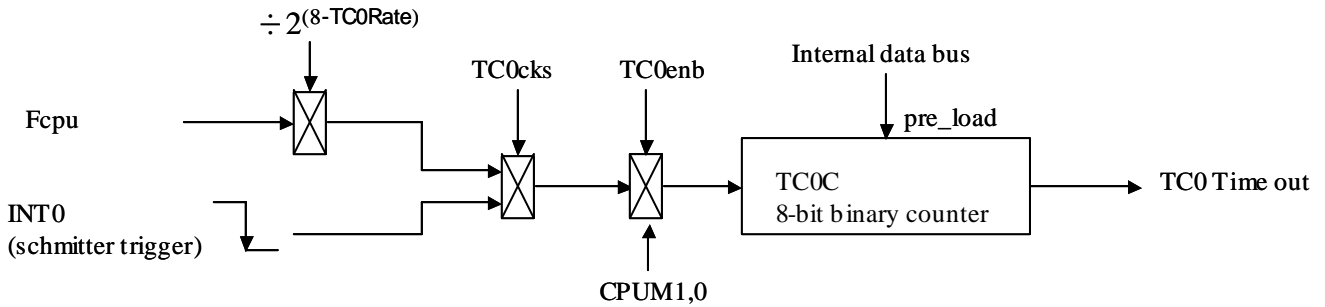 ÷2(8-TC0Rate)
TC0cks
TC0enb
Internal data bus
Fcpu
pre_load
TC0C
8-bit binary counter
TC0 Time out
INT0
(schmitter trigger)
CPUM1,0